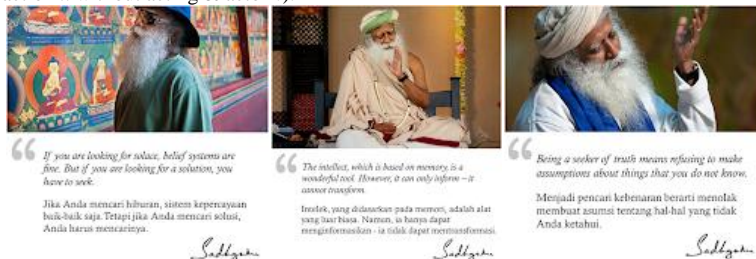 If you are looking for solace, belief systems are
fine. But if you are looking for a solution, you
have to seek.
Jika Anda mencari hiburan, sistem kepercayaan
baik-baik saja. Tetapi jika Anda mencari solusi,
Anda harus mencarinya.
Sadhguru
The intellect, which is based on memory, is a
wonderful tool. However, it can only inform – it
cannot transform.
Intelek, yang didasarkan pada memori, adalah alat
yang luar biasa. Namun, ia hanya dapat
menginformasikan - ia tidak dapat mentransformasi.
Sadhguru
Being a seeker of truth means refusing to make
assumptions about things that you do not know.
Menjadi pencari kebenaran berarti menolak
membuat asumsi tentang hal-hal yang tidak
Anda ketahui.
Sadhguru